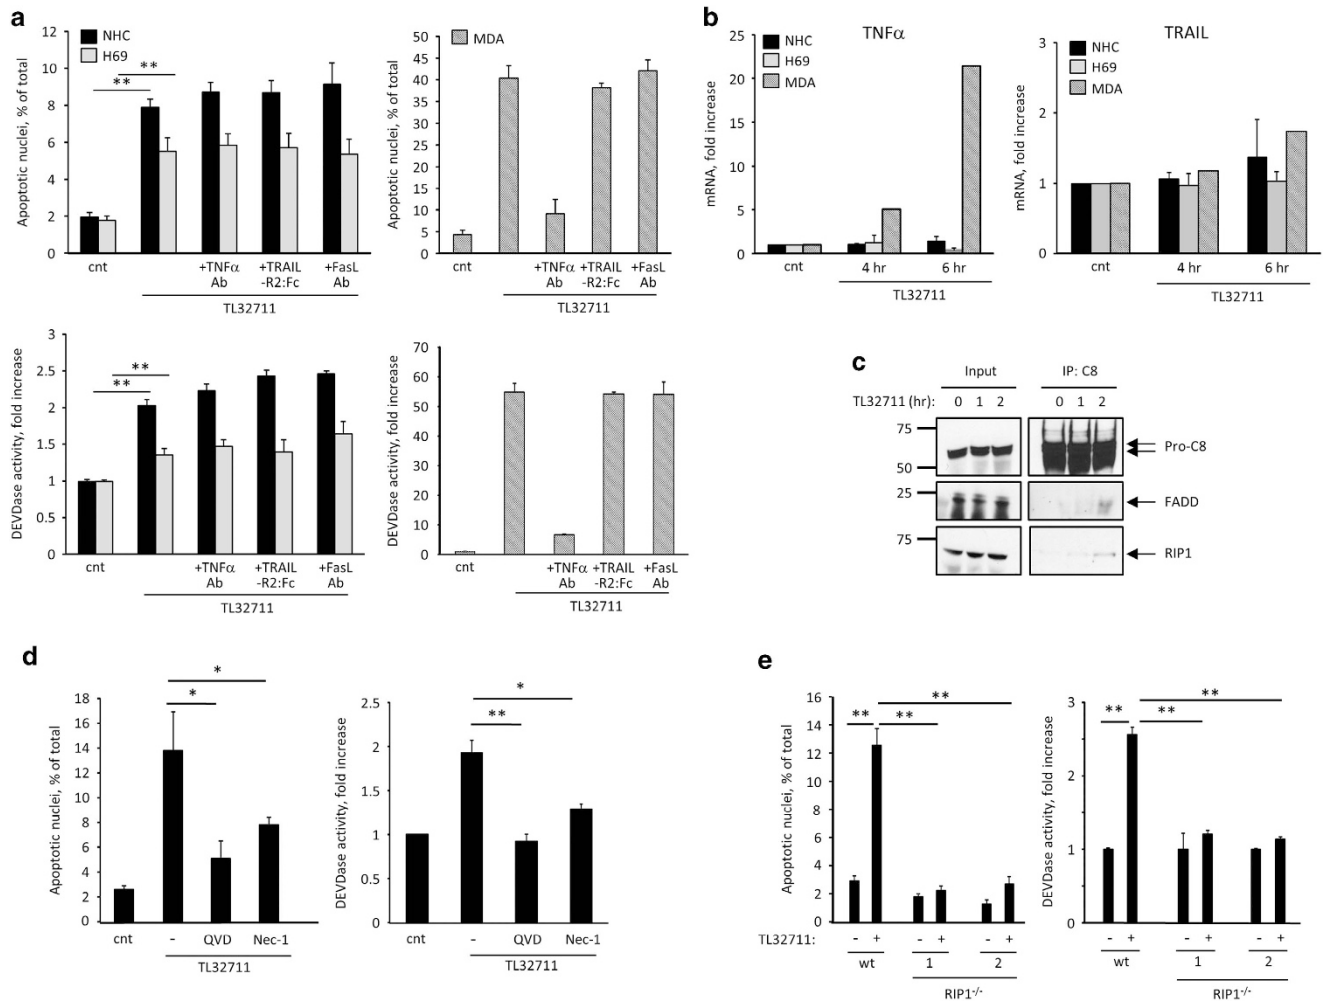 a
NHC
H69
**
**
Apoptotic nuclei, % of total
12
10
8
6
4
2
0
cnt
+TNFα Ab
+TRAIL -R2:Fc
+FasL Ab
TL32711
MDA
Apoptotic nuclei, % of total
50
45
40
35
30
25
20
15
10
5
0
cnt
+TNFα Ab
+TRAIL -R2:Fc
+FasL Ab
TL32711
DEVDase activity, fold increase
3
2.5
2
1.5
1
0.5
0
**
**
cnt
+TNFα Ab
+TRAIL -R2:Fc
+FasL Ab
TL32711
DEVDase activity, fold increase
70
60
50
40
30
20
10
0
cnt
+TNFα Ab
+TRAIL -R2:Fc
+FasL Ab
TL32711
b
TNFα
NHC
H69
MDA
mRNA, fold increase
25
20
15
10
5
0
cnt
4 hr
6 hr
TL32711
TRAIL
NHC
H69
MDA
mRNA, fold increase
3
2
1
0
cnt
4 hr
6 hr
TL32711
c
Input
IP: C8
TL32711 (hr):
0 1 2
0 1 2
75
50
Pro-C8
25
FADD
75
RIP1
d
*
*
Apoptotic nuclei, % of total
18
16
14
12
10
8
6
4
2
0
cnt
-
QVD
Nec-1
TL32711
*
**
DEVDase activity, fold increase
2.5
2
1.5
1
0.5
0
cnt
-
QVD
Nec-1
TL32711
e
**
**
**
Apoptotic nuclei, % of total
16
14
12
10
8
6
4
2
0
TL32711:
- +
- +
- +
wt
1
2
RIP1-/-
**
**
**
DEVDase activity, fold increase
3
2
1
0
- +
- +
- +
wt
1
2
RIP1-/-